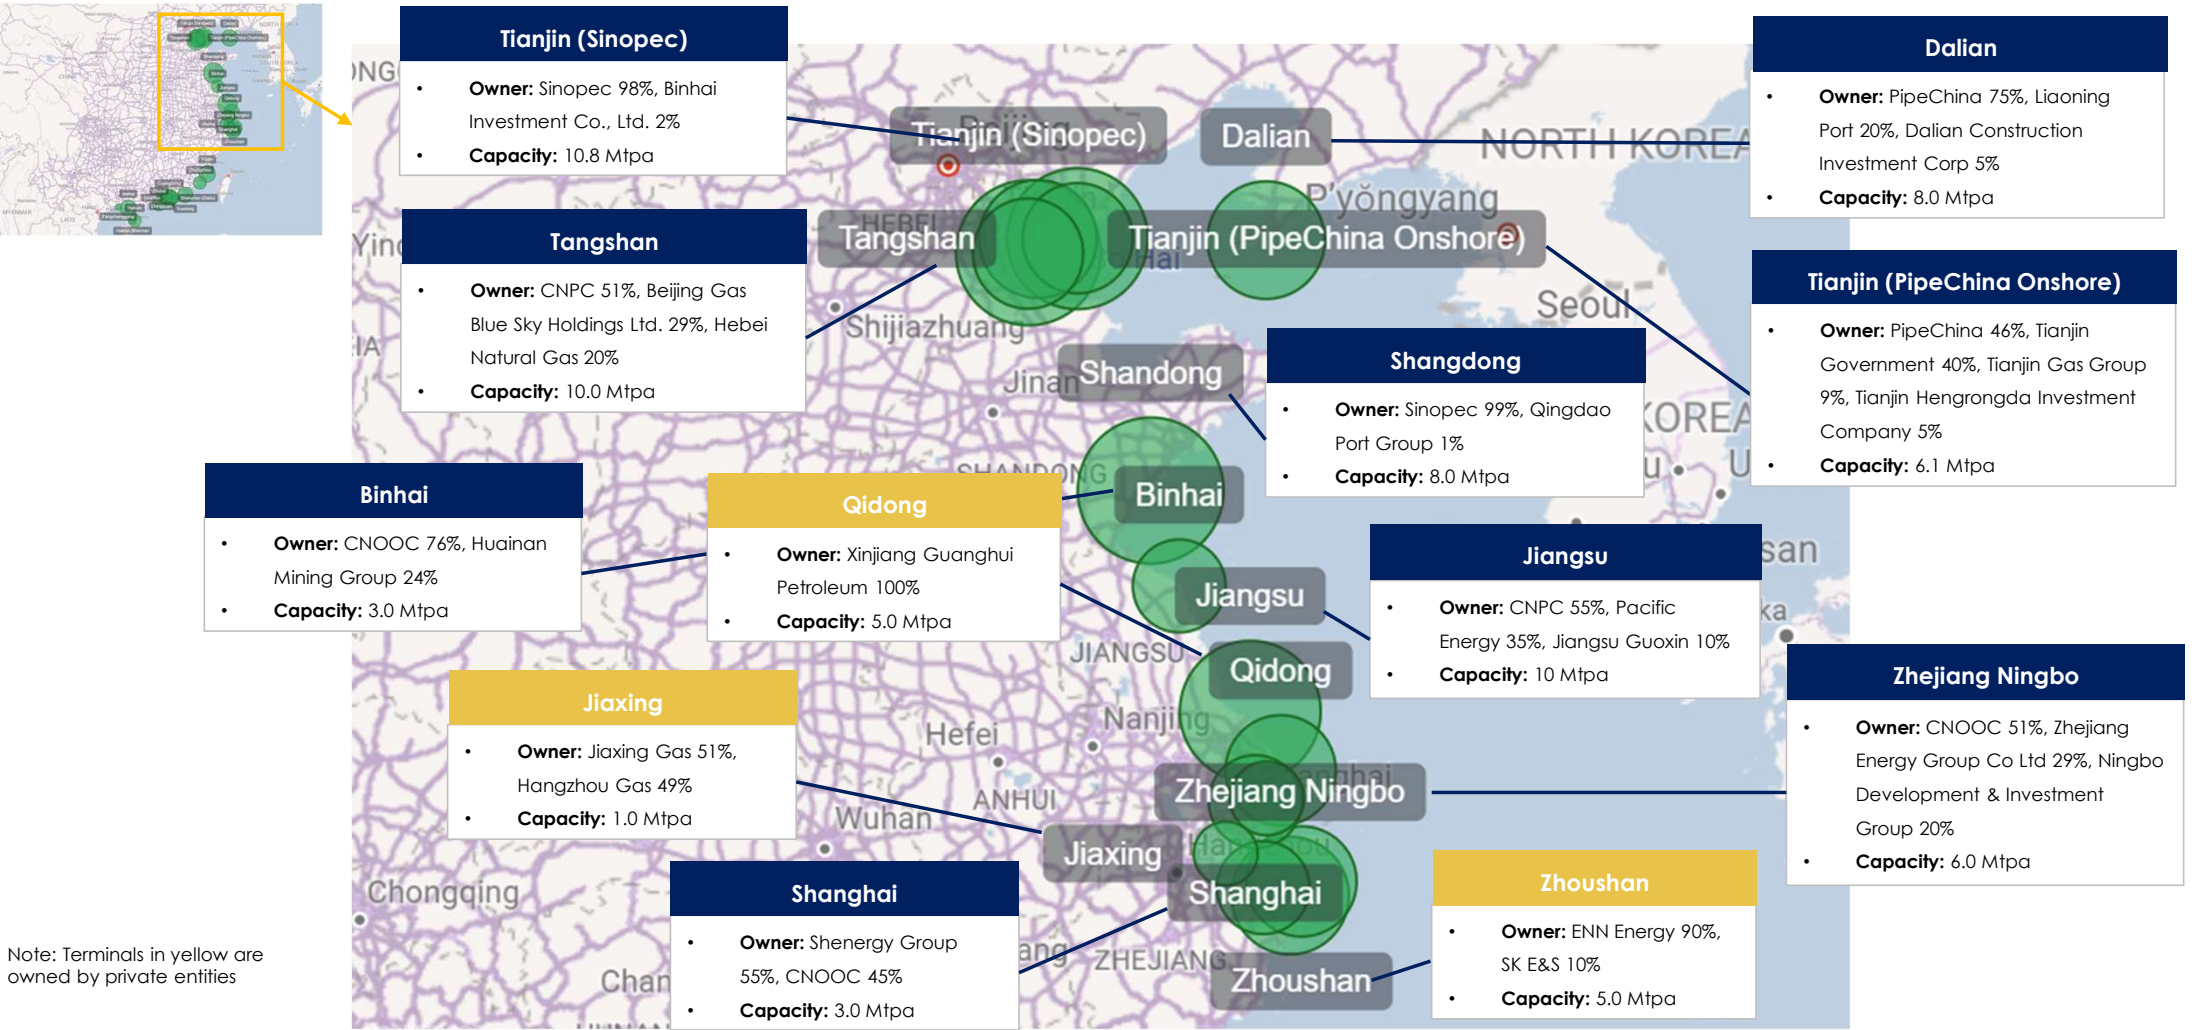 Tianjin (Sinopec)
• Owner: Sinopec 98%, Binhai
Investment Co., Ltd. 2%
• Capacity: 10.8 Mtpa
Dalian
• Owner: PipeChina 75%, Liaoning
Port 20%, Dalian Construction
Investment Corp 5%
• Capacity: 8.0 Mtpa
Tangshan
• Owner: CNPC 51%, Beijing Gas
Blue Sky Holdings Ltd. 29%, Hebei
Natural Gas 20%
• Capacity: 10.0 Mtpa
Tianjin (PipeChina Onshore)
• Owner: PipeChina 46%, Tianjin
Government 40%, Tianjin Gas Group
9%, Tianjin Hengrongda Investment
Company 5%
• Capacity: 6.1 Mtpa
Shangdong
• Owner: Sinopec 99%, Qingdao
Port Group 1%
• Capacity: 8.0 Mtpa
Binhai
• Owner: CNOOC 76%, Huainan
Mining Group 24%
• Capacity: 3.0 Mtpa
Qidong
• Owner: Xinjiang Guanghui
Petroleum 100%
• Capacity: 5.0 Mtpa
Jiangsu
• Owner: CNPC 55%, Pacific
Energy 35%, Jiangsu Guoxin 10%
• Capacity: 10 Mtpa
Jiaxing
• Owner: Jiaxing Gas 51%,
Hangzhou Gas 49%
• Capacity: 1.0 Mtpa
Zhejiang Ningbo
• Owner: CNOOC 51%, Zhejiang
Energy Group Co Ltd 29%, Ningbo
Development & Investment
Group 20%
• Capacity: 6.0 Mtpa
Shanghai
• Owner: Shenergy Group
55%, CNOOC 45%
• Capacity: 3.0 Mtpa
Zhoushan
• Owner: ENN Energy 90%,
SK E&S 10%
• Capacity: 5.0 Mtpa
Tianjin (Sinopec)
Dalian
NORTH KOREA
P'yŏngyang
HEBEI
Tangshan
Tianjin (PipeChina Onshore)
Seoul
Shijiazhuang
Jinan
Shandong
KOREA
SHANDONG
Binhai
Jiangsu
JIANGSU
Qidong
Nanjing
Hefei
Zhejiang Ningbo
ANHUI
Wuhan
Jiaxing
Chongqing
Shanghai
ZHEJIANG
Zhoushan
Note: Terminals in yellow are
owned by private entities